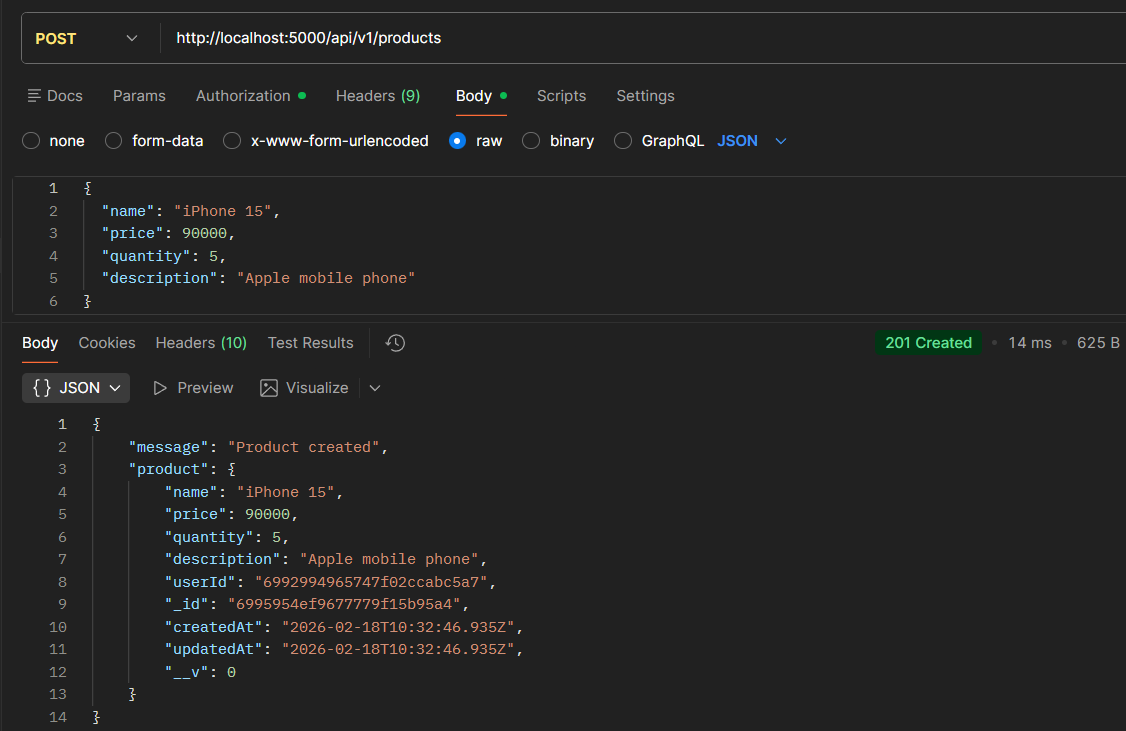 POST http://localhost:5000/api/v1/products
Docs Params Authorization Headers (9) Body Scripts Settings
none form-data x-www-form-urlencoded raw binary GraphQL JSON
1 {
2 "name": "iPhone 15",
3 "price": 90000,
4 "quantity": 5,
5 "description": "Apple mobile phone"
6 }
Body Cookies Headers (10) Test Results 201 Created • 14 ms • 625 B
{} JSON Preview Visualize
1 {
2 "message": "Product created",
3 "product": {
4 "name": "iPhone 15",
5 "price": 90000,
6 "quantity": 5,
7 "description": "Apple mobile phone",
8 "userId": "6992994965747f02ccabc5a7",
9 "_id": "6995954ef9677779f15b95a4",
10 "createdAt": "2026-02-18T10:32:46.935Z",
11 "updatedAt": "2026-02-18T10:32:46.935Z",
12 "__v": 0
13 }
14 }